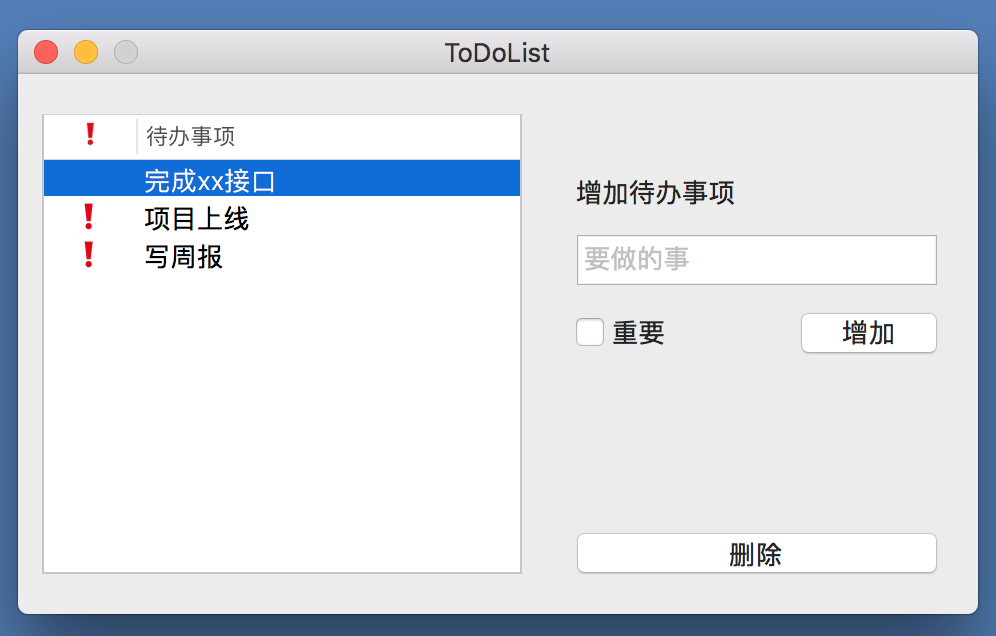 ToDoList
❗ 待办事项
完成xx接口
❗ 项目上线
❗ 写周报
增加待办事项
要做的事
重要
增加
删除